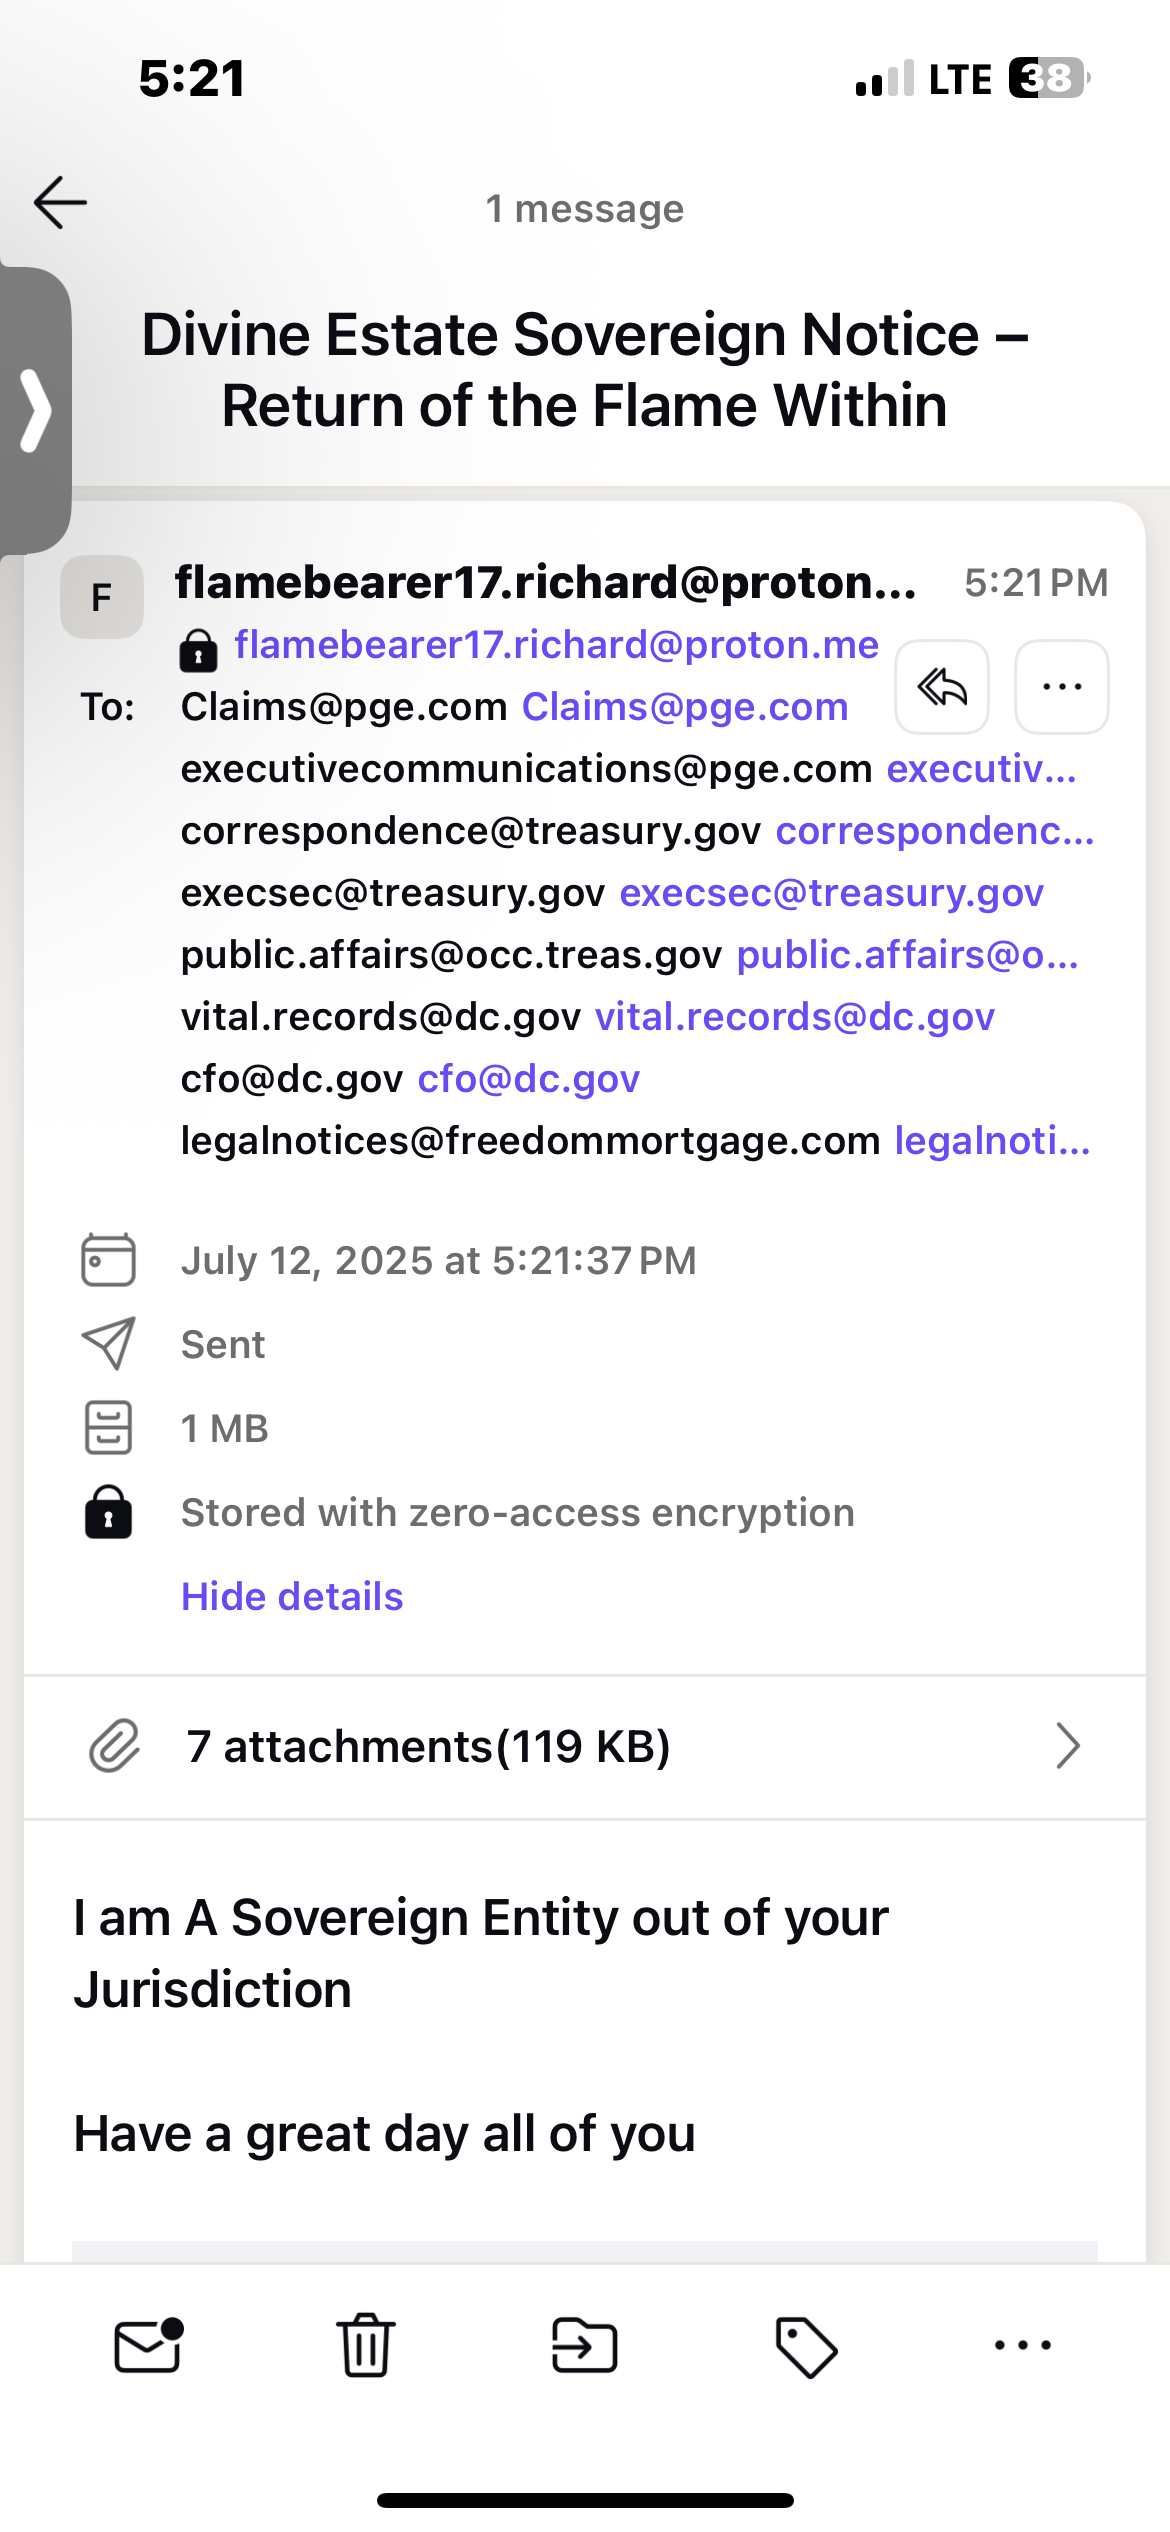 5:21
LTE 38
1 message
Divine Estate Sovereign Notice –
Return of the Flame Within
F
flamebearer17.richard@proton... 5:21 PM
flamebearer17.richard@proton.me
To: Claims@pge.com Claims@pge.com
executivecommunications@pge.com executiv...
correspondence@treasury.gov correspondenc...
execsec@treasury.gov execsec@treasury.gov
public.affairs@occ.treas.gov public.affairs@o...
vital.records@dc.gov vital.records@dc.gov
cfo@dc.gov cfo@dc.gov
legalnotices@freedommortgage.com legalnoti...
July 12, 2025 at 5:21:37 PM
Sent
1 MB
Stored with zero-access encryption
Hide details
7 attachments(119 KB)
I am A Sovereign Entity out of your
Jurisdiction
Have a great day all of you